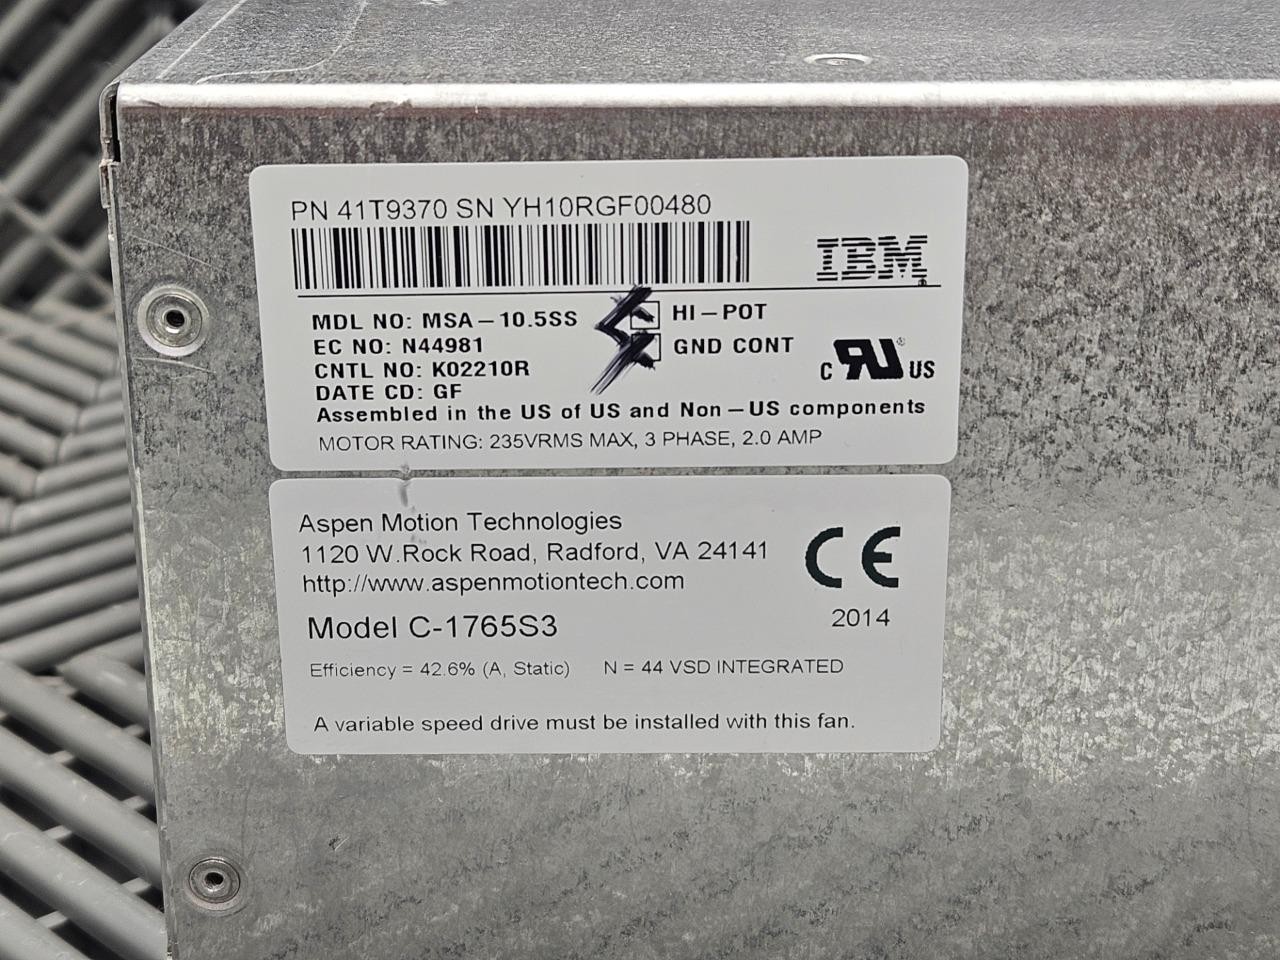 PN 41T9370 SN YH10RGF00480
IBM®
MDL NO: MSA-10.5SS
HI-POT
EC NO: N44981
GND CONT
CNTL NO: K02210R
C RU® US
DATE CD: GF
Assembled in the US of US and Non-US components
MOTOR RATING: 235VRMS MAX, 3 PHASE, 2.0 AMP
Aspen Motion Technologies
1120 W.Rock Road, Radford, VA 24141
http://www.aspenmotiontech.com
CE
Model C-1765S3
2014
Efficiency = 42.6% (A, Static) N = 44 VSD INTEGRATED
A variable speed drive must be installed with this fan.